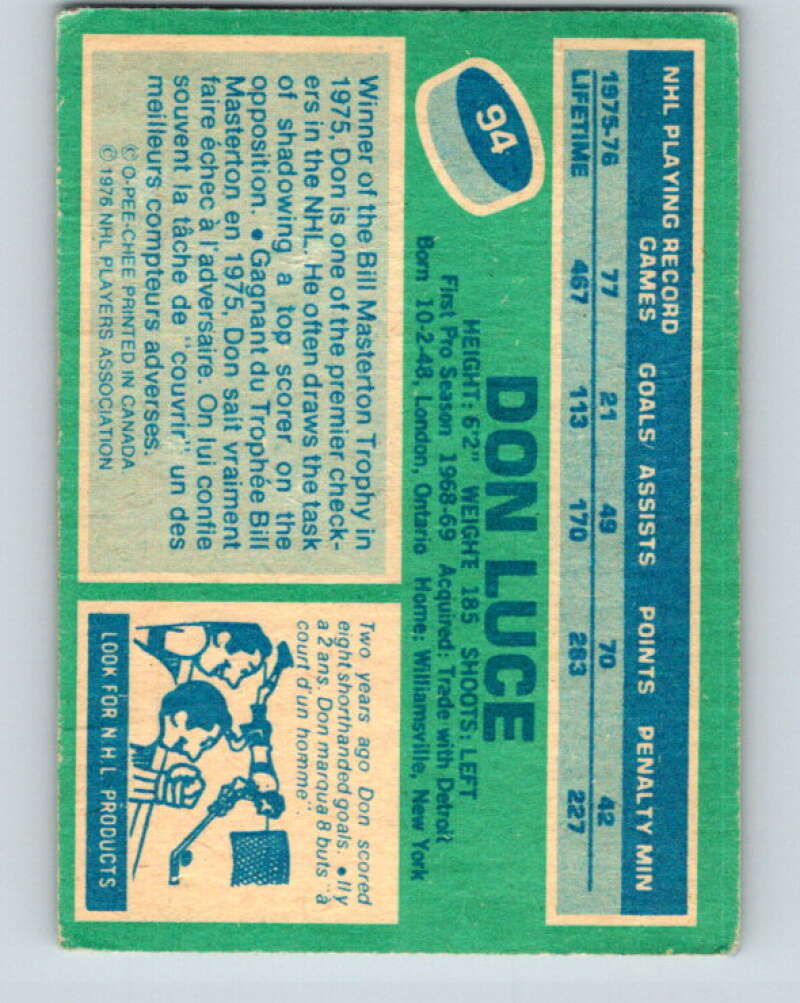 NHL PLAYING RECORD
GAMES GOALS/ASSISTS POINTS PENALTY MIN
1975-76 77 21 49 70 42
LIFETIME 467 113 170 283 227
94
DON LUCE
HEIGHT: 6'2" WEIGHT 185 SHOOTS: LEFT
First Pro Season 1968-69 Acquired: Trade with Detroit
Born: 10-2-48, London, Ontario Home: Williamsville, New York
Winner of the Bill Masterton Trophy in
1975, Don is one of the premier check-
ers in the NHL. He often draws the task
of shadowing a top scorer on the
opposition. • Gagnant du Trophée Bill
Masterton en 1975, Don sait vraiment
faire échec à l'adversaire. On lui confie
souvent la tâche de "couvrir" un des
meilleurs compteurs adverses.
© O-PEE-CHEE PRINTED IN CANADA
© 1976 NHL PLAYERS ASSOCIATION
Two years ago Don scored
eight shorthanded goals. • Il y
a 2 ans. Don marqua 8 buts "à
court d'un homme"
LOOK FOR N.H.L PRODUCTS